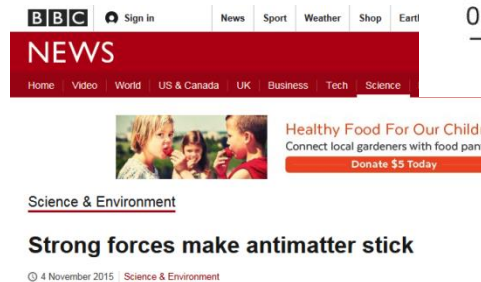 BBC Sign in News Sport Weather Shop Eart
0
NEWS
Home Video World US & Canada UK Business Tech Science
Healthy Food For Our Child
Connect local gardeners with food pan
Donate $5 Today
Science & Environment
Strong forces make antimatter stick
4 November 2015 Science & Environment